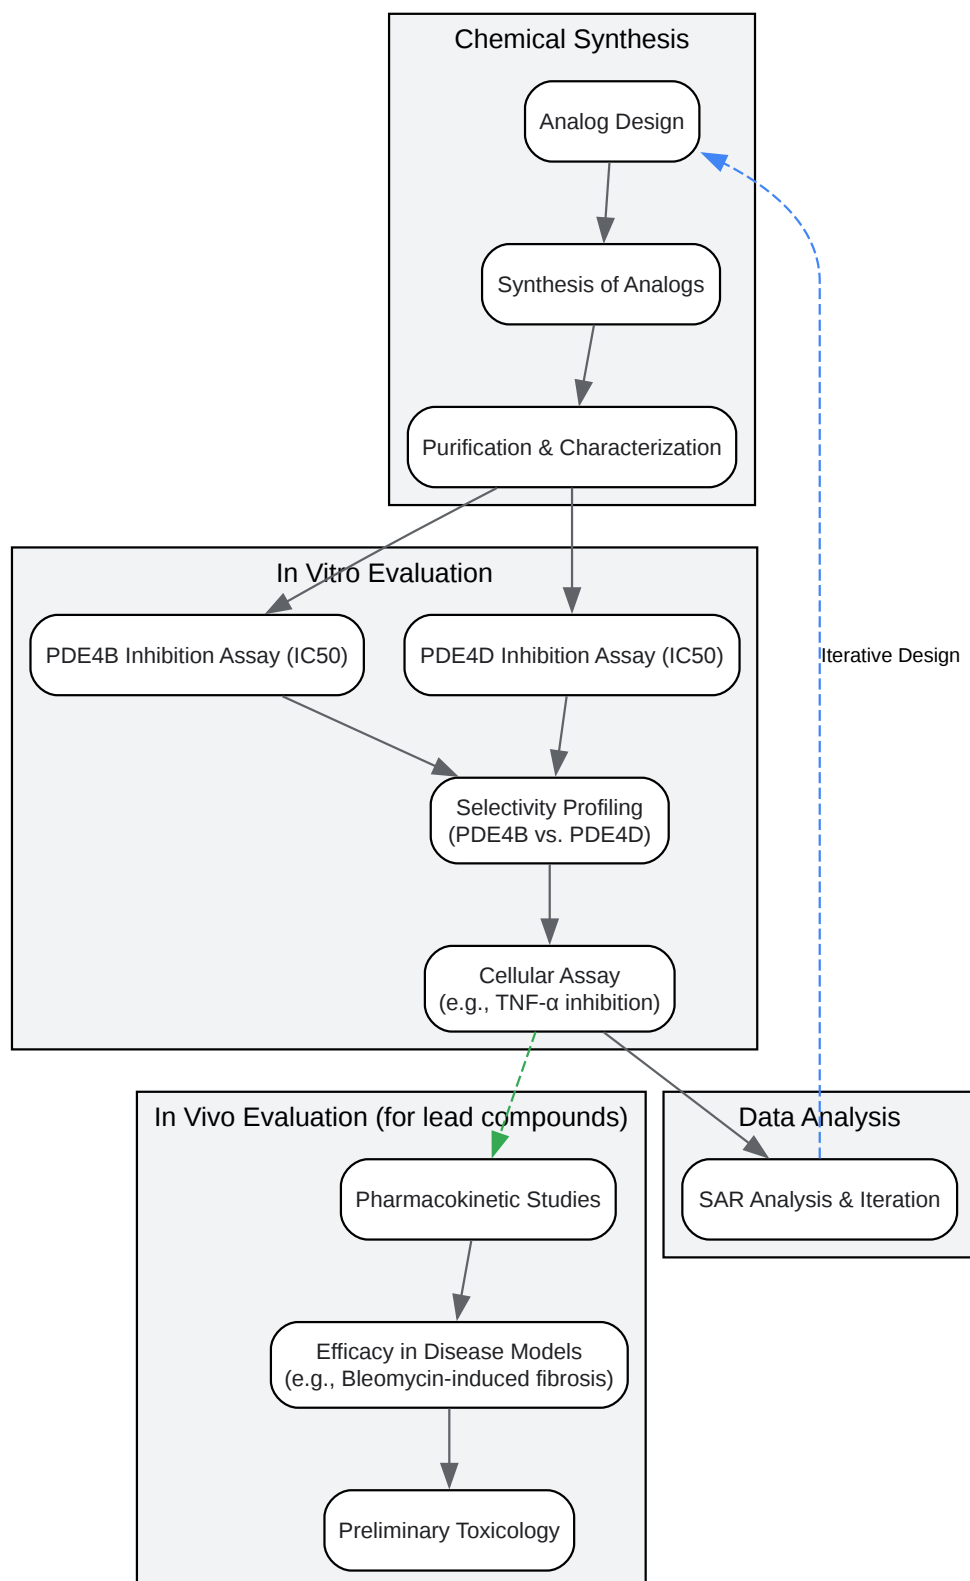 Chemical Synthesis
Analog Design
Synthesis of Analogs
Purification & Characterization
In Vitro Evaluation
PDE4B Inhibition Assay (IC50)
PDE4D Inhibition Assay (IC50)
Iterative Design
Selectivity Profiling
(PDE4B vs. PDE4D)
Cellular Assay
(e.g., TNF-α inhibition)
In Vivo Evaluation (for lead compounds)
Data Analysis
Pharmacokinetic Studies
SAR Analysis & Iteration
Efficacy in Disease Models
(e.g., Bleomycin-induced fibrosis)
Preliminary Toxicology